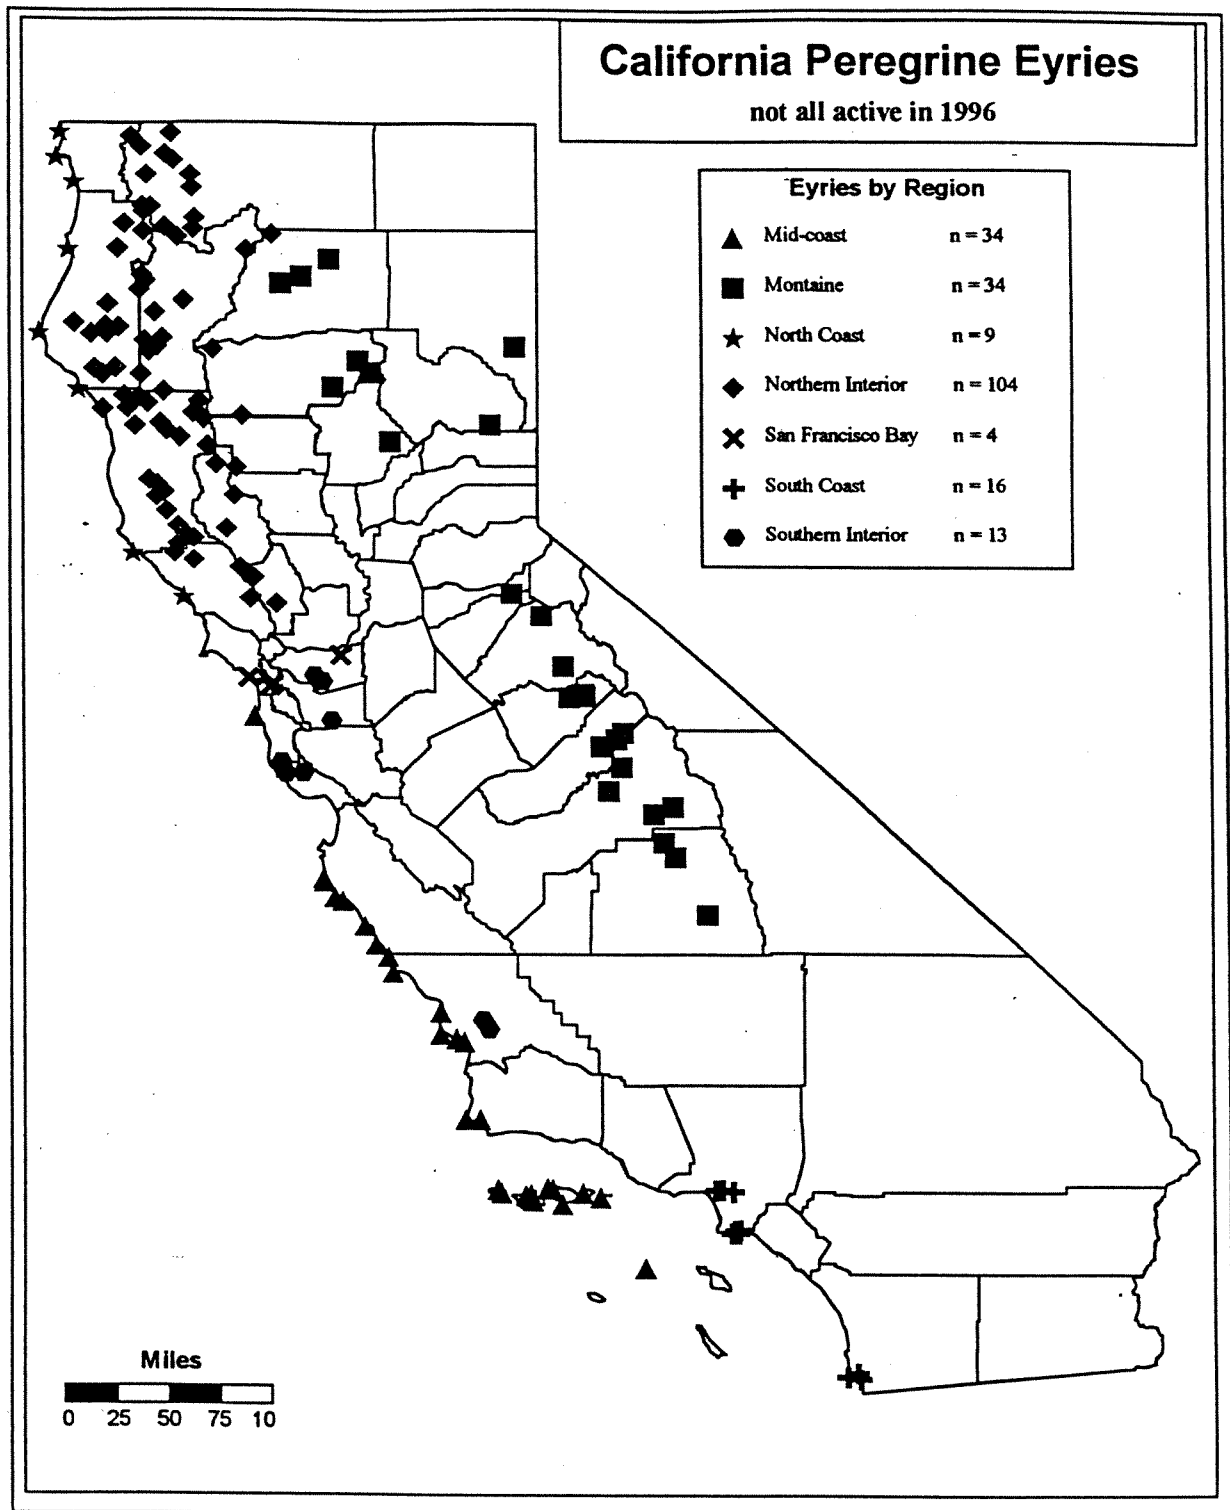 California Peregrine Eyries
not all active in 1996
Eyries by Region
Mid-coast n = 34
Montaine n = 34
North Coast n = 9
Northern Interior n = 104
San Francisco Bay n = 4
South Coast n = 16
Southern Interior n = 13
Miles
0 25 50 75 10